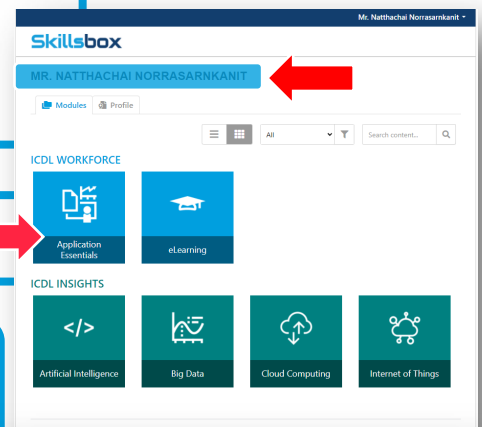 Mr. Natthachai Norrasarnkanit
Skillsbox
MR. NATTHACHAI NORRASARNKANIT
Modules Profile
All Search content...
ICDL WORKFORCE
Application
Essentials
eLearning
ICDL INSIGHTS
</>
Artificial Intelligence Big Data Cloud Computing Internet of Things